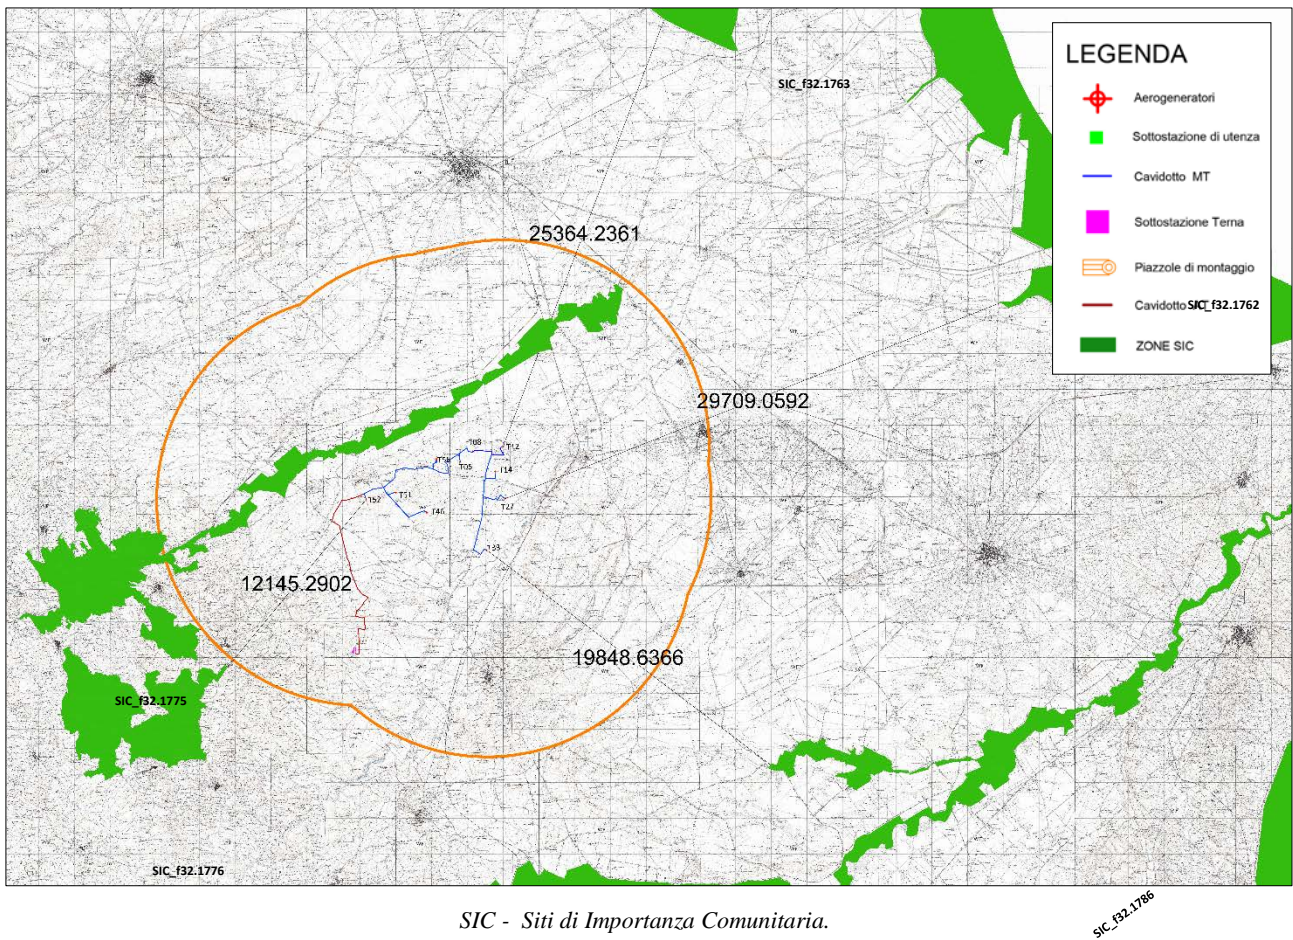 SIC_f32.1763
LEGENDA
Aerogeneratori
Sottostazione di utenza
Cavidotto MT
Sottostazione Terna
Piazzole di montaggio
Cavidotto
SIC_f32.1762
ZONE SIC
25364.2361
29709.0592
T08
T12
T05
T14
T52
T51
T46
T27
T33
12145.2902
19848.6366
SIC_f32.1775
SIC_f32.1776
SIC_f32.1786
SIC - Siti di Importanza Comunitaria.